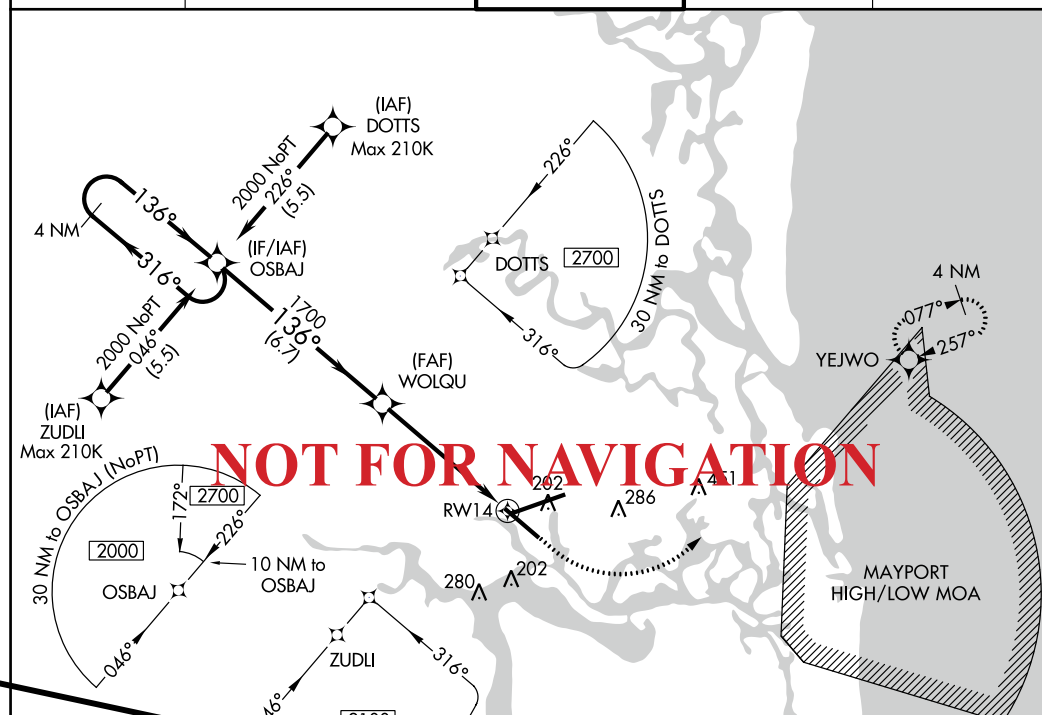 (IAF)
DOTTS
Max 210K
2000 NoPT
226°
(5.5)
136°
4 NM
316°
(IF/IAF)
OSBAJ
2000 NoPT
046°
(5.5)
(IAF)
ZUDLI
Max 210K
1700
136°
(6.7)
(FAF)
WOLQU
226°
DOTTS
2700
30 NM to DOTTS
316°
4 NM
077°
257°
YEJWO
NOT FOR NAVIGATION
RW14
202
286
451
280
202
MAYPORT
HIGH/LOW MOA
30 NM to OSBAJ (NoPT)
172°
2700
226°
2000
10 NM to
OSBAJ
OSBAJ
046°
ZUDLI
316°